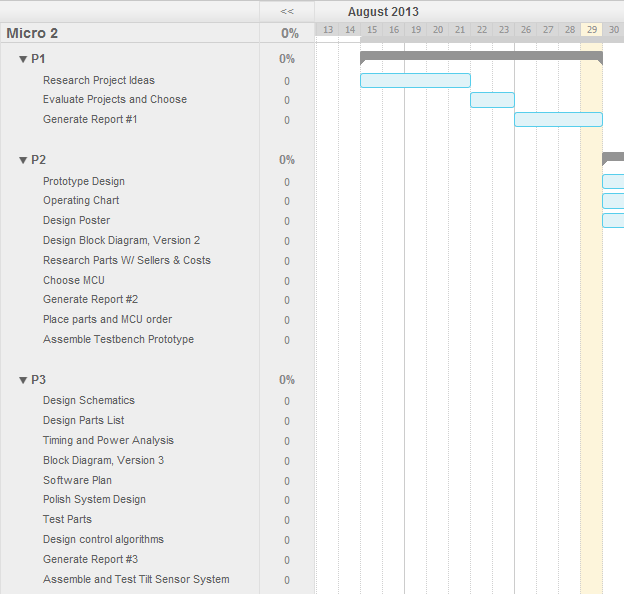 << August 2013
Micro 2 0% 13 14 15 16 19 20 21 22 23 26 27 28 29 30
P1 0%
Research Project Ideas 0
Evaluate Projects and Choose 0
Generate Report #1 0
P2 0%
Prototype Design 0
Operating Chart 0
Design Poster 0
Design Block Diagram, Version 2 0
Research Parts W/ Sellers & Costs 0
Choose MCU 0
Generate Report #2 0
Place parts and MCU order 0
Assemble Testbench Prototype 0
P3 0%
Design Schematics 0
Design Parts List 0
Timing and Power Analysis 0
Block Diagram, Version 3 0
Software Plan 0
Polish System Design 0
Test Parts 0
Design control algorithms 0
Generate Report #3 0
Assemble and Test Tilt Sensor System 0